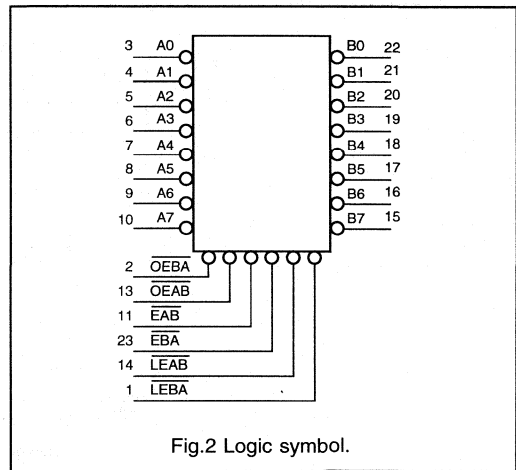 3 A0 B0 22
4 A1 B1 21
5 A2 B2 20
6 A3 B3 19
7 A4 B4 18
8 A5 B5 17
9 A6 B6 16
10 A7 B7 15
2 OEBA
13 OEAB
11 EAB
23 EBA
14 LEAB
1 LEBA
Fig.2 Logic symbol.